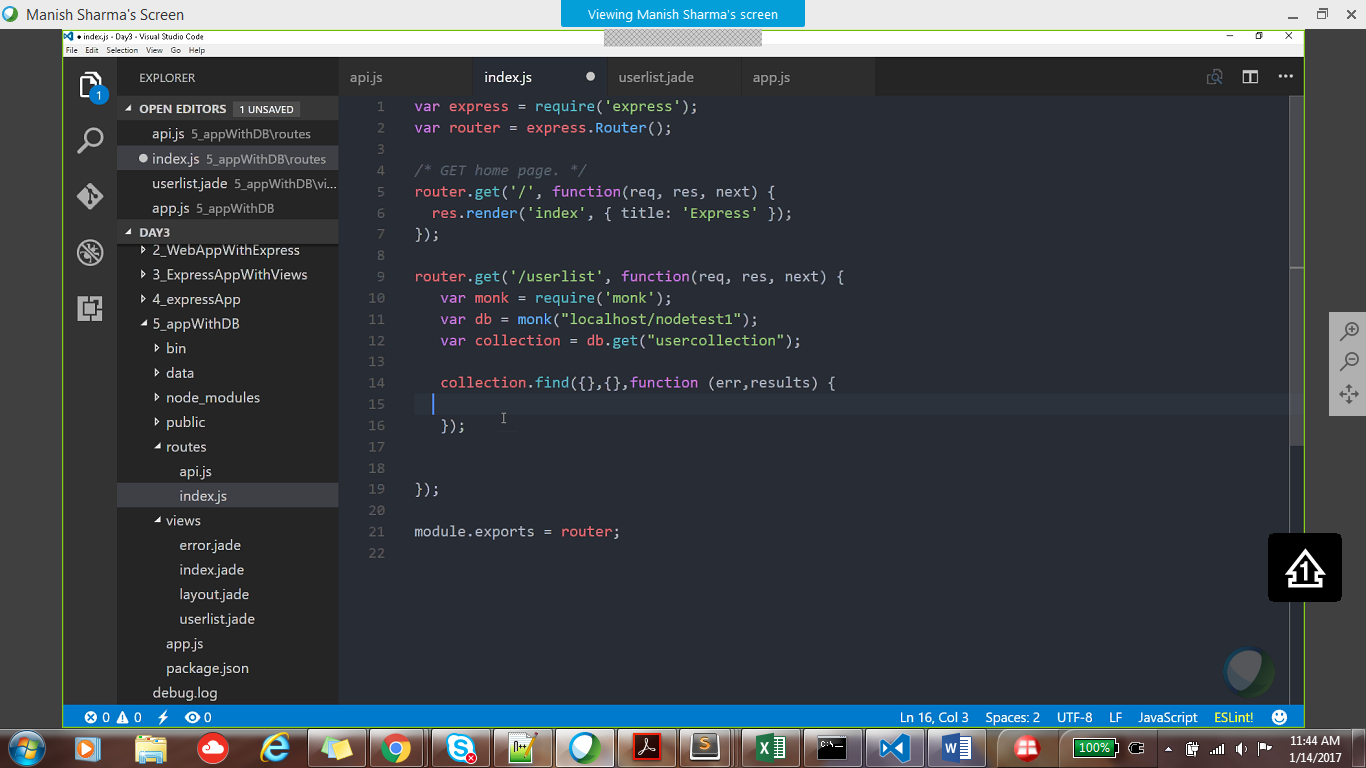 Manish Sharma's Screen
Viewing Manish Sharma's screen
index.js - Day3 - Visual Studio Code
File Edit Selection View Go Help
EXPLORER
api.js index.js userlist.jade app.js
1
OPEN EDITORS 1 UNSAVED
api.js 5_appWithDB\routes
index.js 5_appWithDB\routes
userlist.jade 5_appWithDB\vi...
app.js 5_appWithDB
DAY3
2_WebAppWithExpress
3_ExpressAppWithViews
4_expressApp
5_appWithDB
bin
data
node_modules
public
routes
api.js
index.js
views
error.jade
index.jade
layout.jade
userlist.jade
app.js
package.json
debug.log
1 var express = require('express');
2 var router = express.Router();
3
4 /* GET home page. */
5 router.get('/', function(req, res, next) {
6 res.render('index', { title: 'Express' });
7 });
8
9 router.get('/userlist', function(req, res, next) {
10 var monk = require('monk');
11 var db = monk("localhost/nodetest1");
12 var collection = db.get("usercollection");
13
14 collection.find({},{},function (err,results) {
15
16 });
17
18
19 });
20
21 module.exports = router;
22
1
0 0 0 Ln 16, Col 3 Spaces: 2 UTF-8 LF JavaScript ESLint!
100%
11:44 AM
1/14/2017